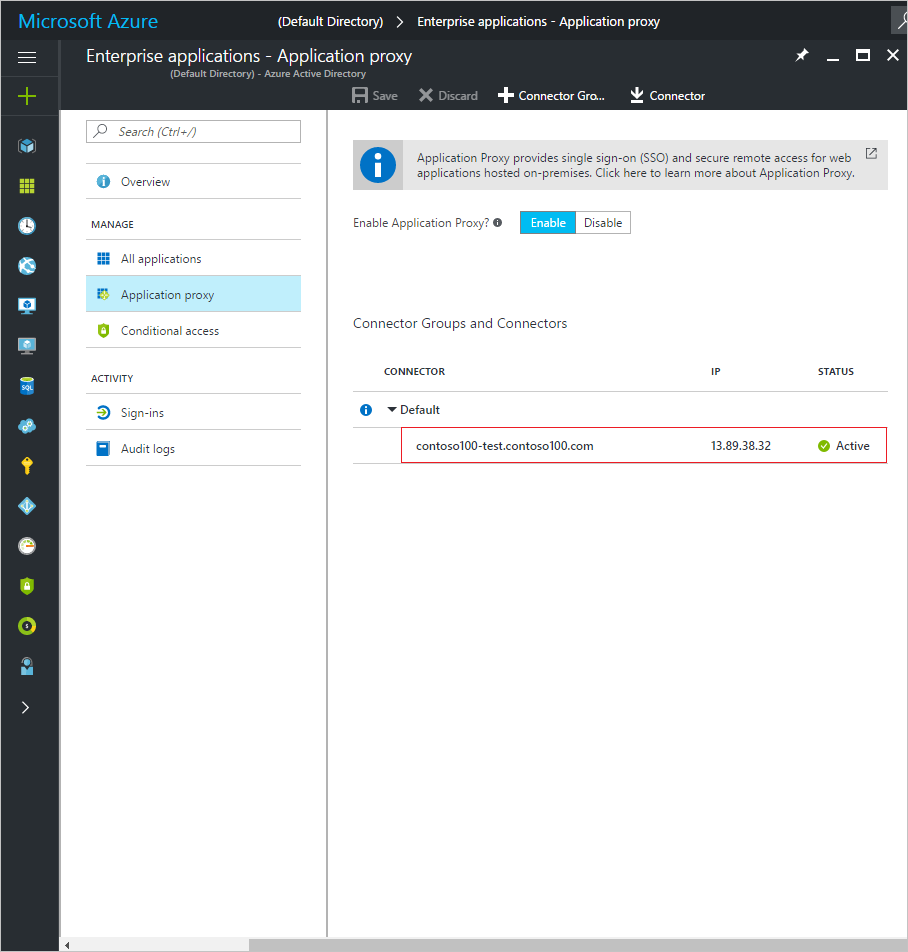 Microsoft Azure
(Default Directory) > Enterprise applications - Application proxy
Enterprise applications - Application proxy
(Default Directory) - Azure Active Directory
Save Discard Connector Gro... Connector
Search (Ctrl+/)
Overview
MANAGE
All applications
Application proxy
Conditional access
ACTIVITY
Sign-ins
Audit logs
Application Proxy provides single sign-on (SSO) and secure remote access for web
applications hosted on-premises. Click here to learn more about Application Proxy.
Enable Application Proxy? Enable Disable
Connector Groups and Connectors
CONNECTOR IP STATUS
Default
contoso100-test.contoso100.com 13.89.38.32 Active
SQL